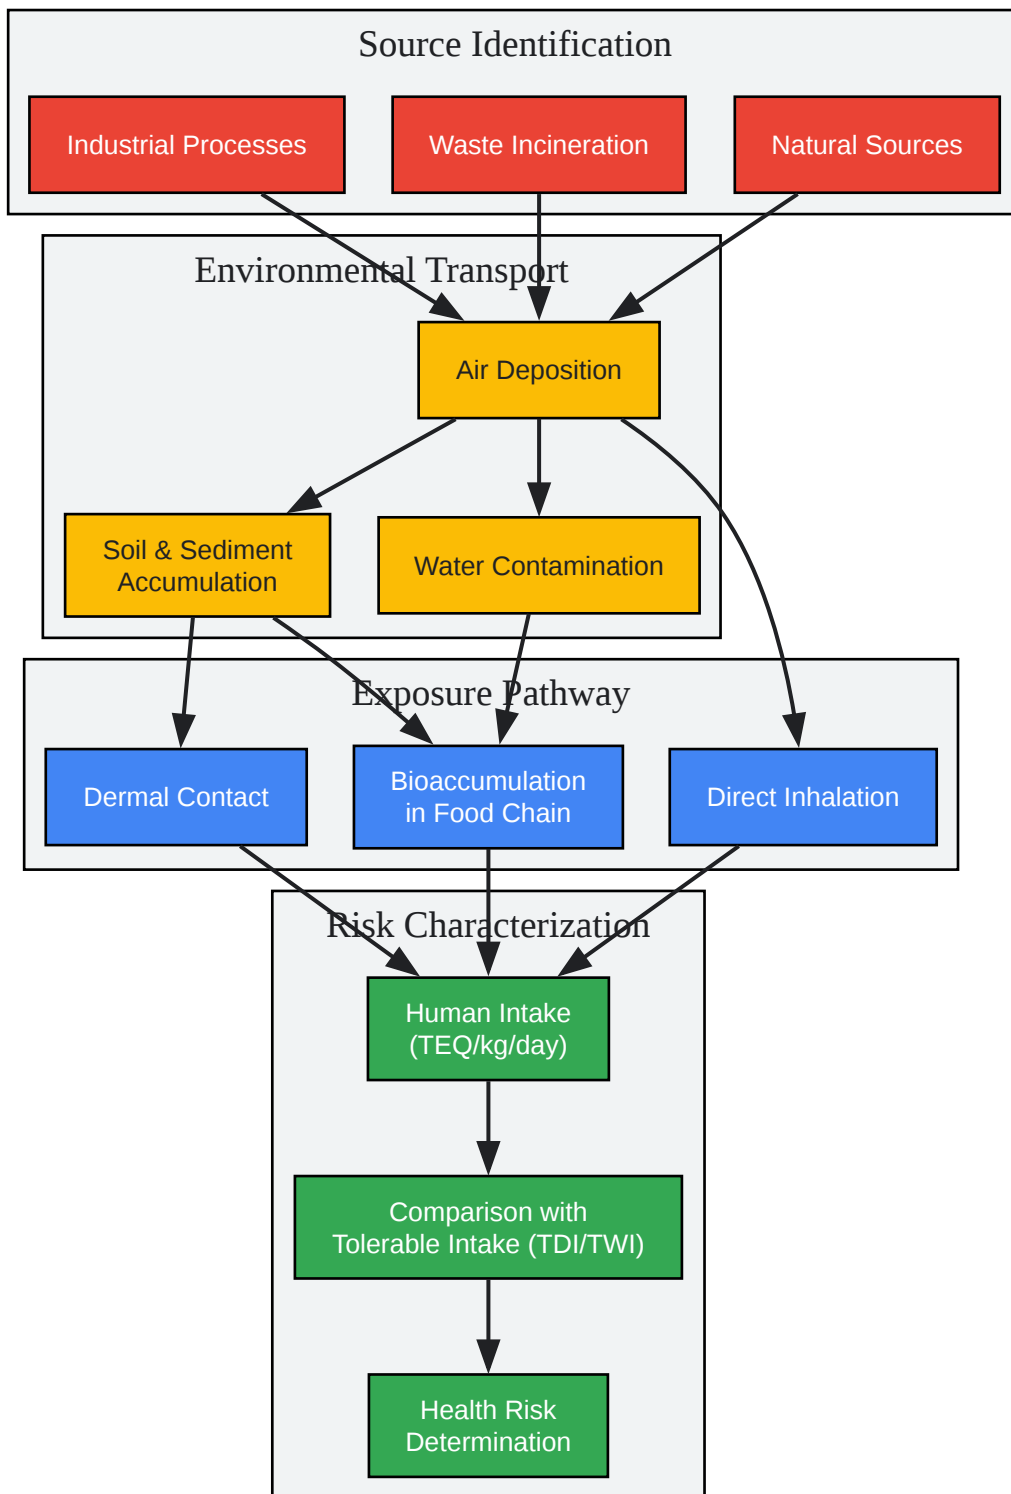 Source Identification
Industrial Processes
Waste Incineration
Natural Sources
Environmental Transport
Air Deposition
Soil & Sediment
Accumulation
Water Contamination
Exposure Pathway
Dermal Contact
Bioaccumulation
in Food Chain
Direct Inhalation
Risk Characterization
Human Intake
(TEQ/kg/day)
Comparison with
Tolerable Intake (TDI/TWI)
Health Risk
Determination